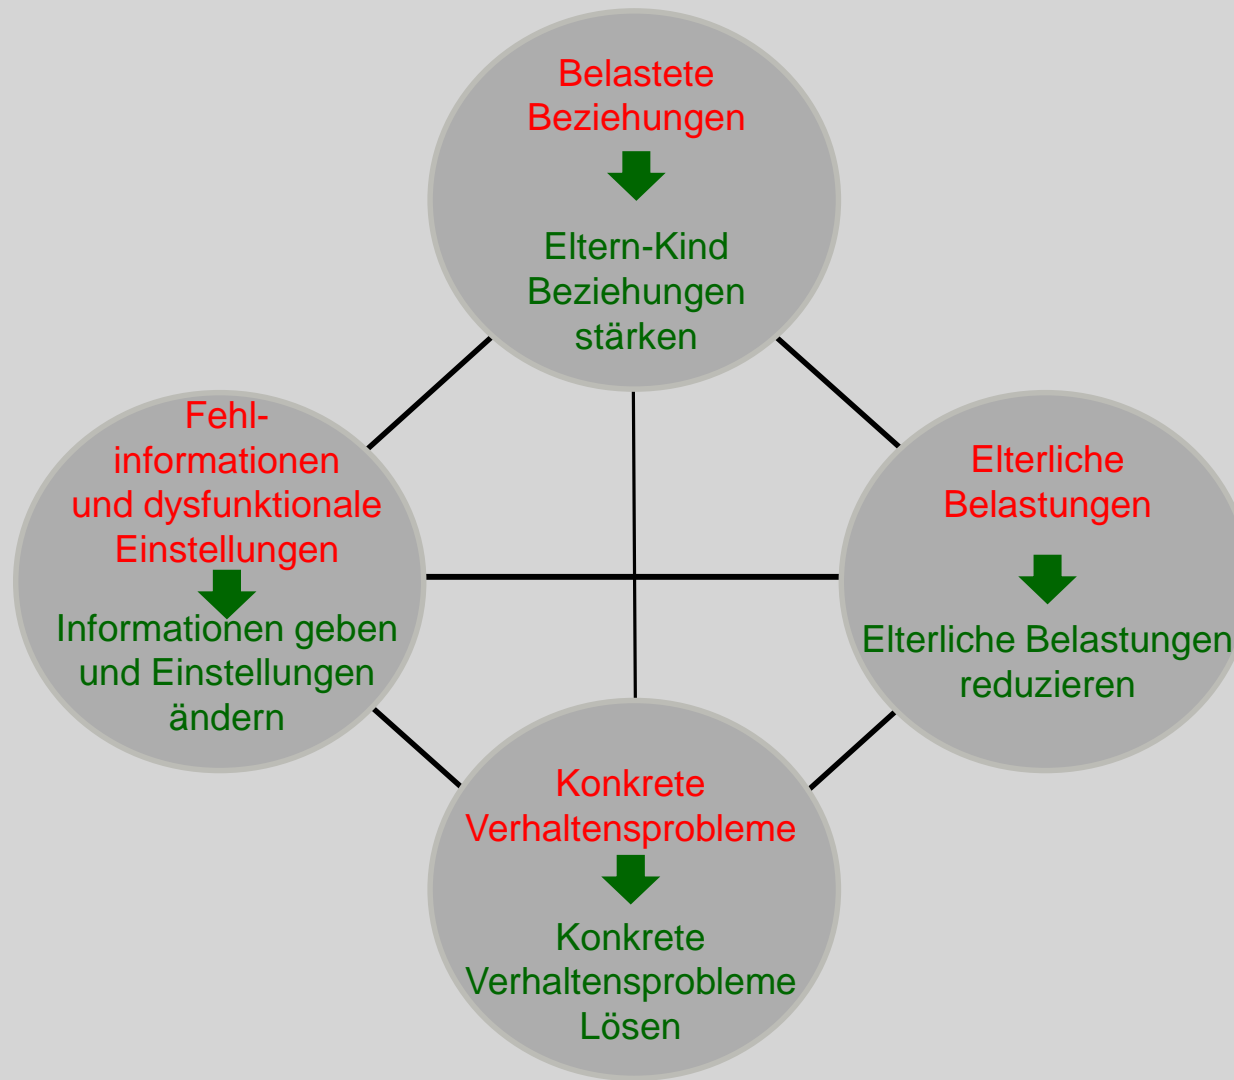 Belastete
Beziehungen
Eltern-Kind
Beziehungen
stärken
Fehl-
informationen
und dysfunktionale
Einstellungen
Informationen geben
und Einstellungen
ändern
Elterliche
Belastungen
Elterliche Belastungen
reduzieren
Konkrete
Verhaltensprobleme
Konkrete
Verhaltensprobleme
Lösen